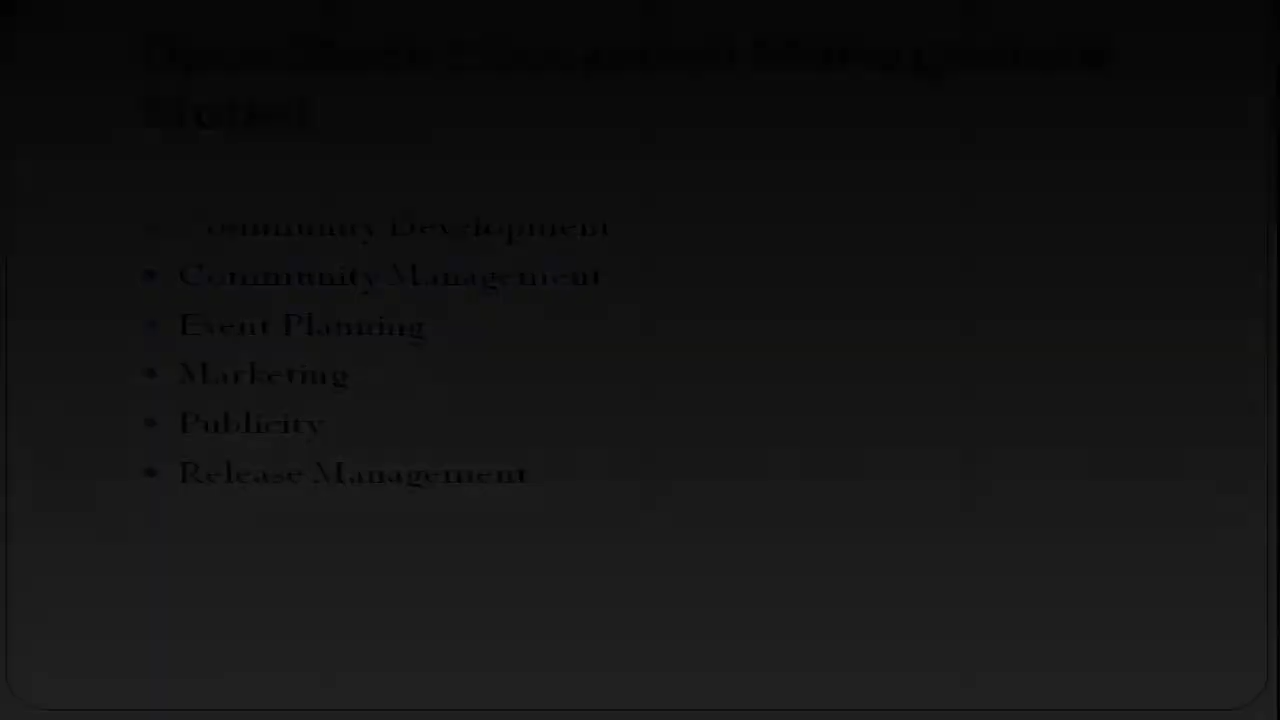 Community Development
• Community Management
• Event Planning
• Marketing
• Publicity
• Release Management